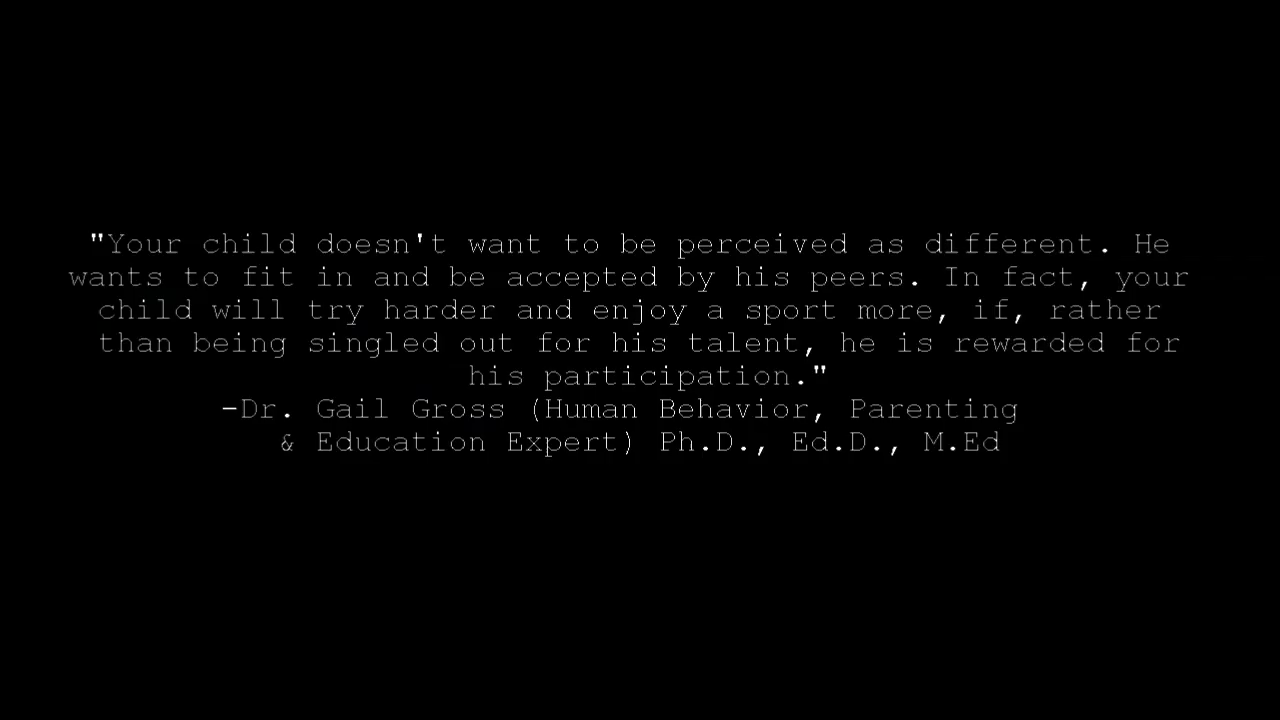 "Your child doesn't want to be perceived as different. He
wants to fit in and be accepted by his peers. In fact, your
child will try harder and enjoy a sport more, if, rather
than being singled out for his talent, he is rewarded for
his participation."
-Dr. Gail Gross (Human Behavior, Parenting
& Education Expert) Ph.D., Ed.D., M.Ed